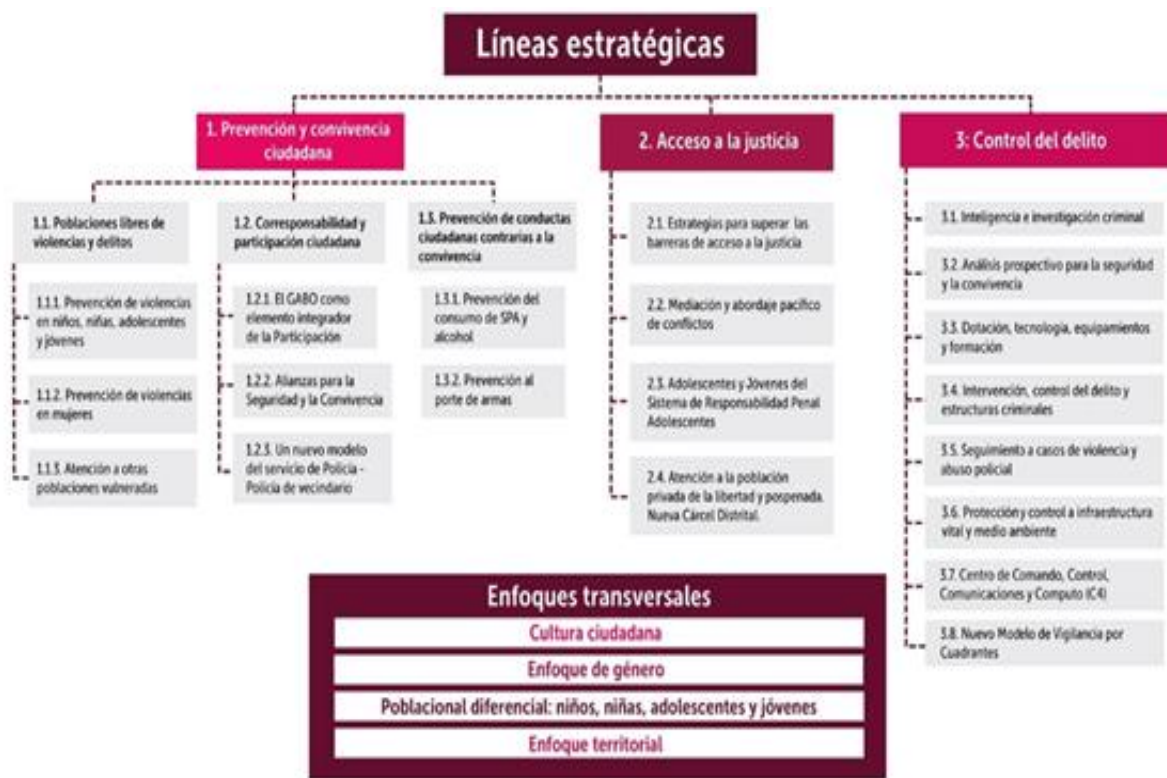 Líneas estratégicas
1. Prevención y convivencia
ciudadana
1.1. Poblaciones libres de
violencias y delitos
1.1.1. Prevención de violencias
en niños, niñas, adolescentes
y jóvenes
1.1.2. Prevención de violencias
en mujeres
1.1.3. Atención a otras
poblaciones vulneradas
1.2. Corresponsabilidad y
participación ciudadana
1.2.1. El GABO como
elemento integrador
de la Participación
1.2.2. Alianzas para la
Seguridad y la Convivencia
1.2.3. Un nuevo modelo
del servicio de Policía -
Policía de vecindario
1.3. Prevención de conductas
ciudadanas contrarias a la
convivencia
1.3.1. Prevención del
consumo de SPA y
alcohol
1.3.2. Prevención al
porte de armas
2. Acceso a la justicia
2.1. Estrategias para superar las
barreras de acceso a la justicia
2.2. Mediación y abordaje pacífico
de conflictos
2.3. Adolescentes y Jóvenes del
Sistema de Responsabilidad Penal
Adolescentes
2.4. Atención a la población
privada de la libertad y pospenada.
Nueva Cárcel Distrital.
3: Control del delito
3.1. Inteligencia e investigación criminal
3.2. Análisis prospectivo para la seguridad
y la convivencia
3.3. Dotación, tecnología, equipamientos
y formación
3.4. Intervención, control del delito y
estructuras criminales
3.5. Seguimiento a casos de violencia y
abuso policial
3.6. Protección y control a infraestructura
vital y medio ambiente
3.7. Centro de Comando, Control,
Comunicaciones y Computo (C4)
3.8. Nuevo Modelo de Vigilancia por
Cuadrantes
Enfoques transversales
Cultura ciudadana
Enfoque de género
Poblacional diferencial: niños, niñas, adolescentes y jóvenes
Enfoque territorial